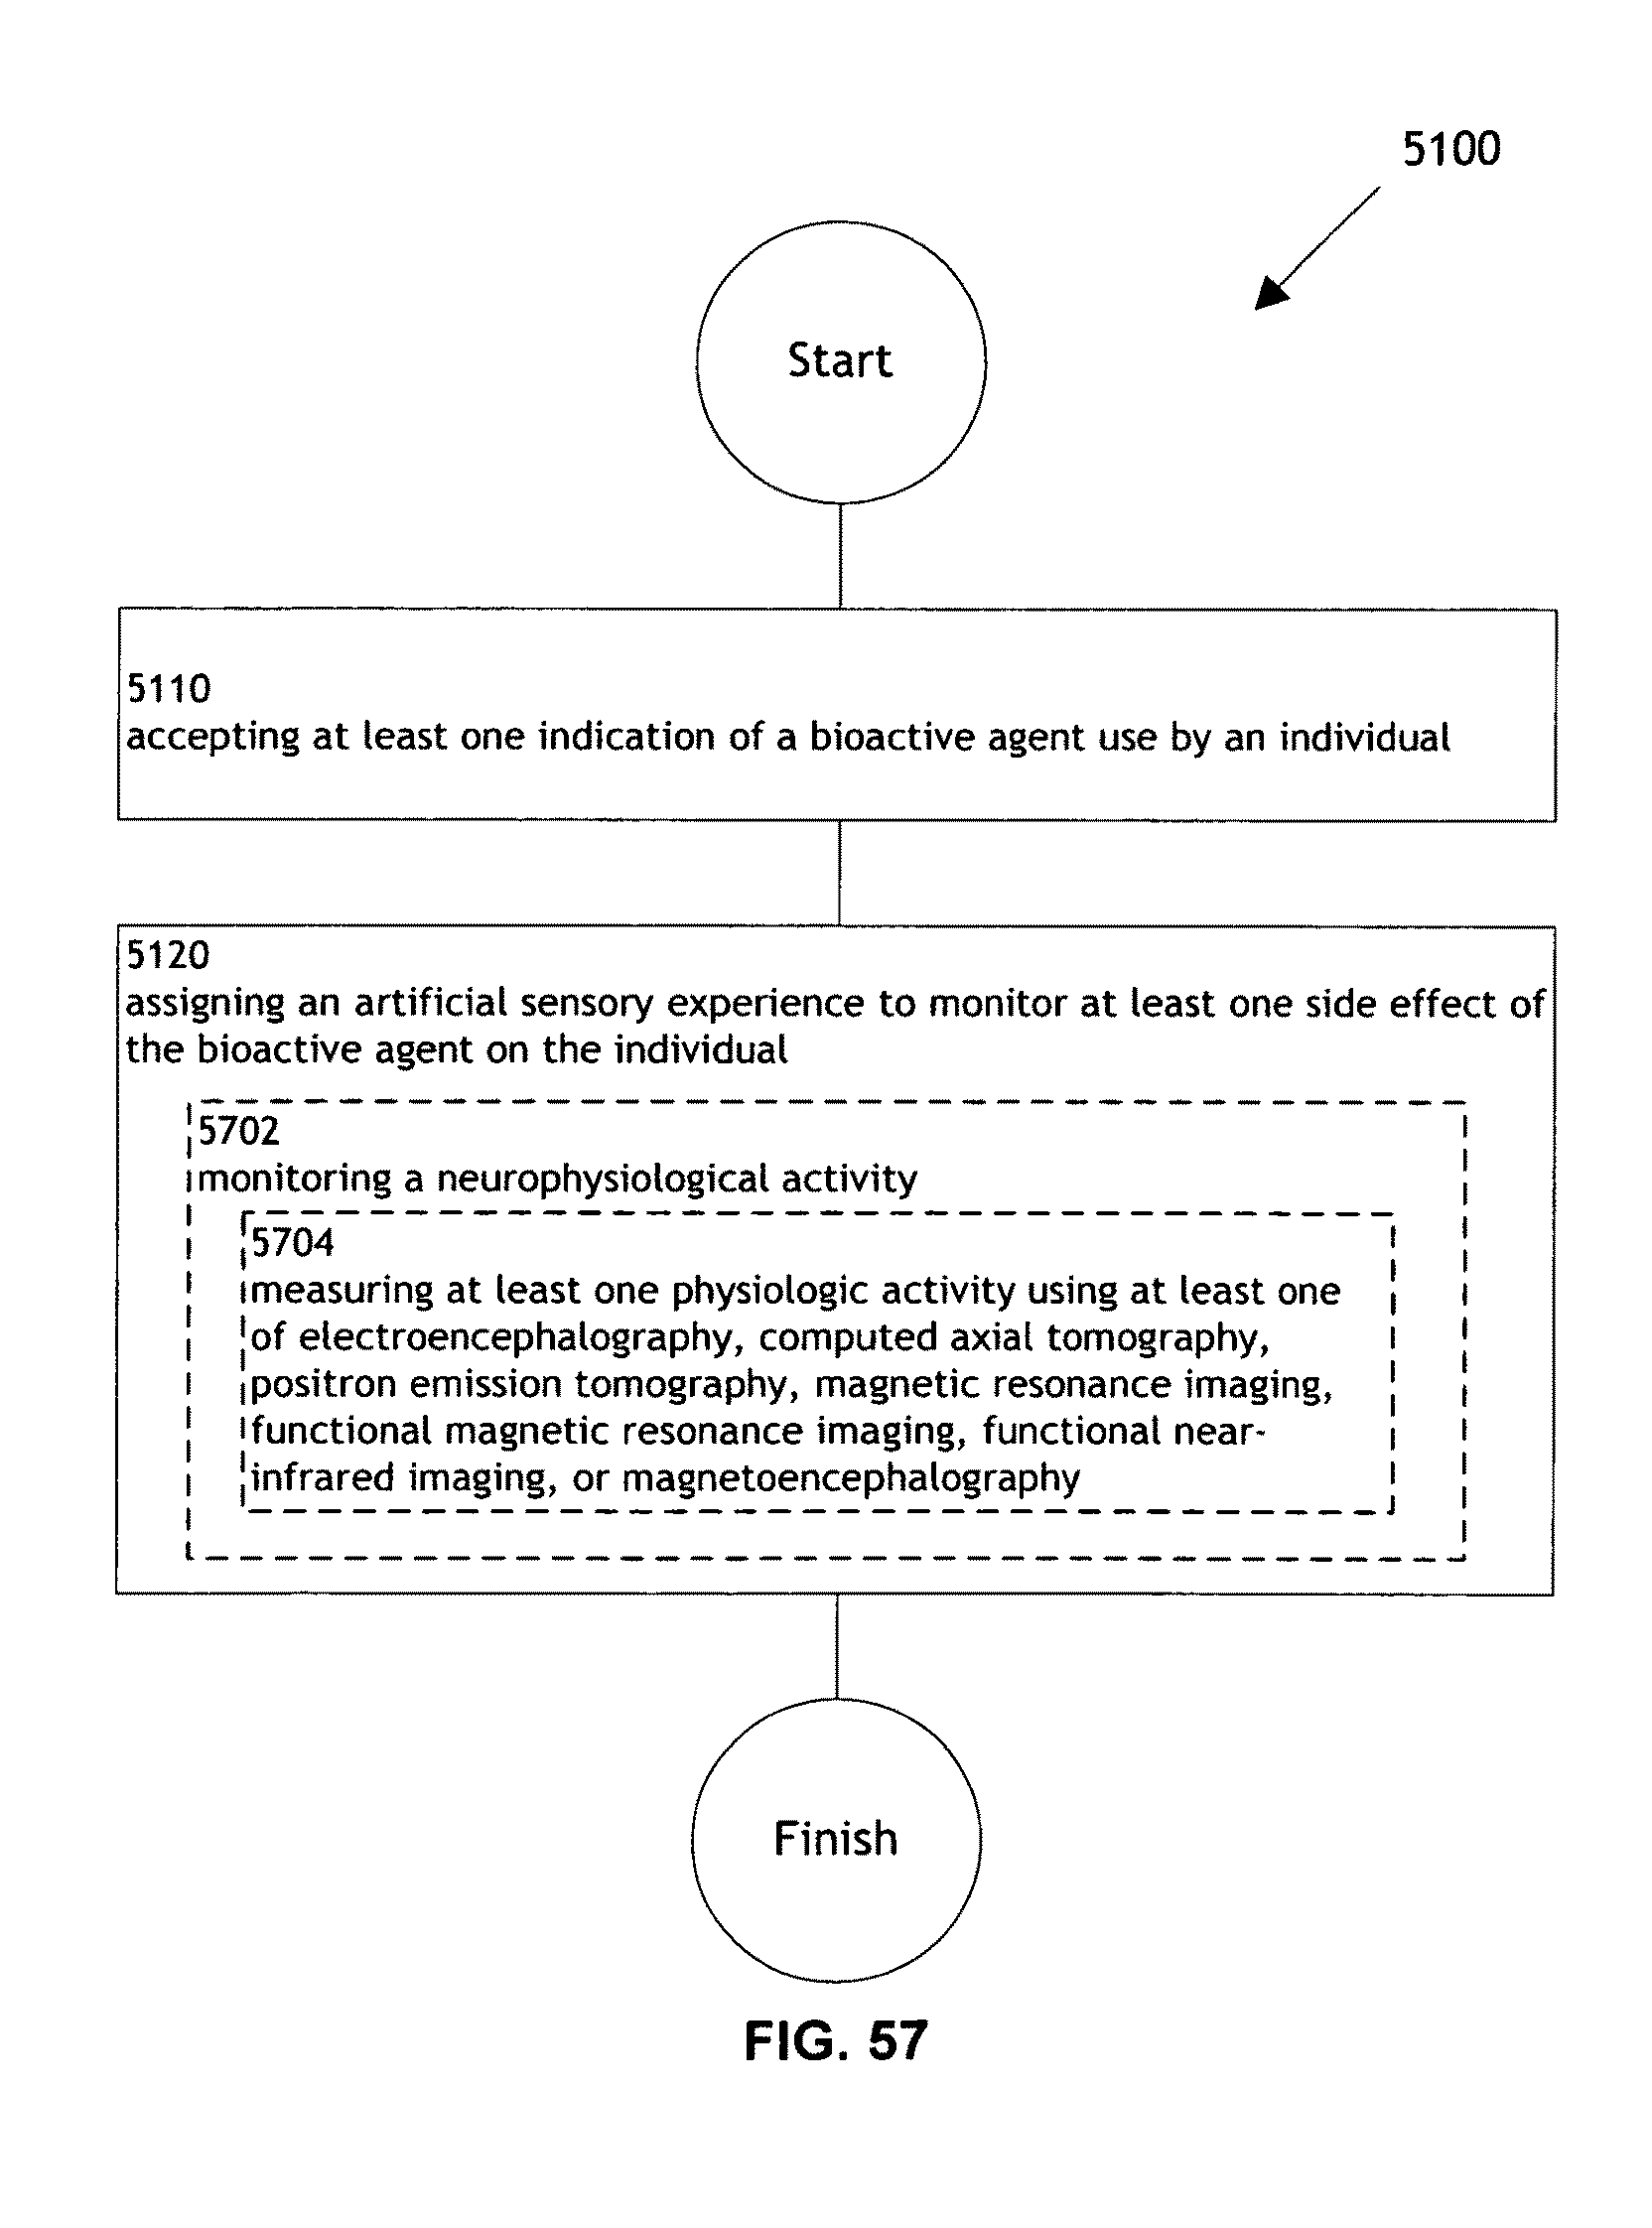 5100
Start
5110
accepting at least one indication of a bioactive agent use by an individual
5120
assigning an artificial sensory experience to monitor at least one side effect of
the bioactive agent on the individual
5702
monitoring a neurophysiological activity
5704
measuring at least one physiologic activity using at least one
of electroencephalography, computed axial tomography,
positron emission tomography, magnetic resonance imaging,
functional magnetic resonance imaging, functional near-
infrared imaging, or magnetoencephalography
Finish
FIG. 57